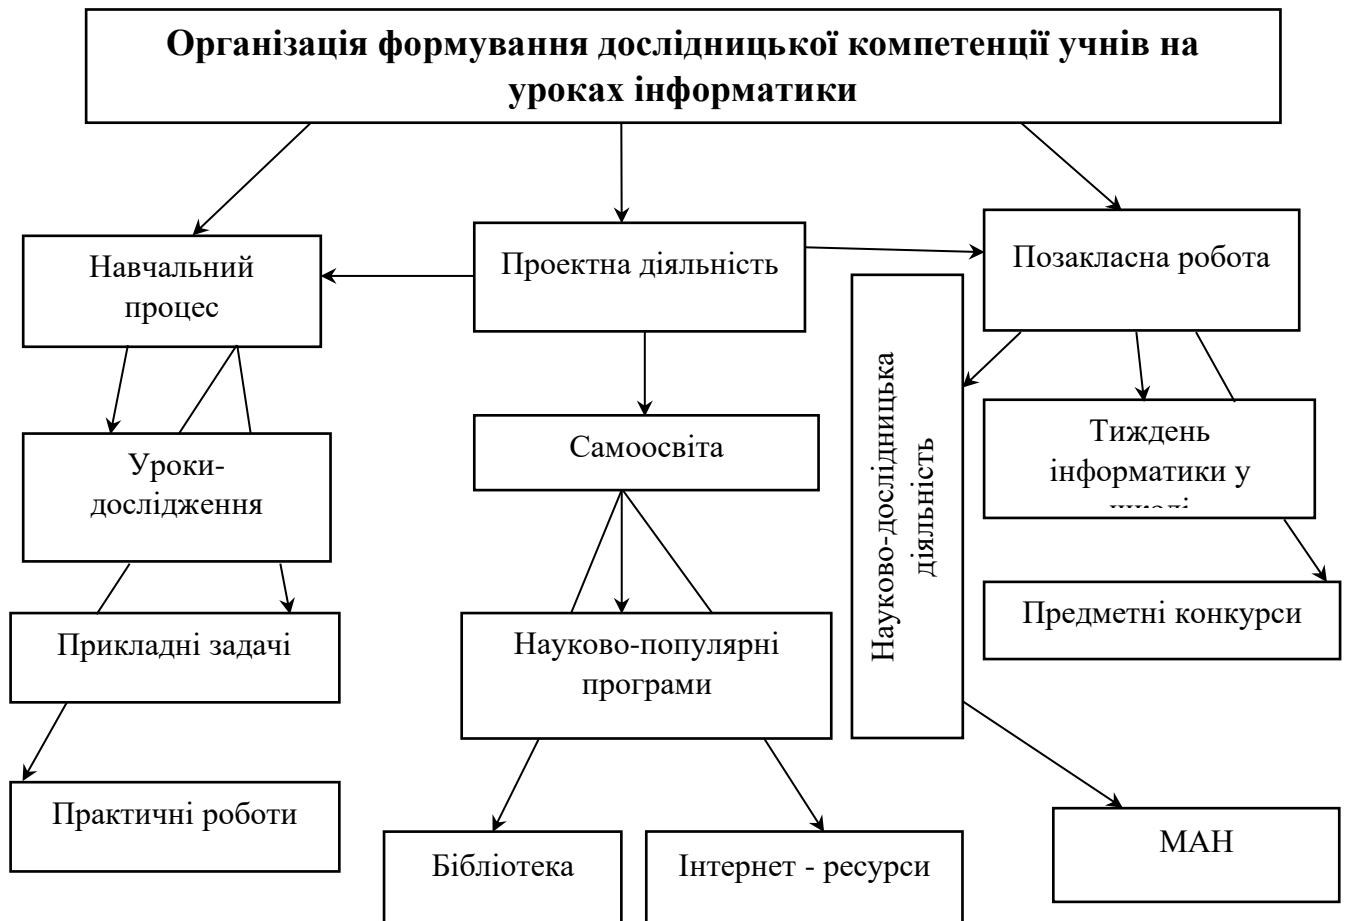 Організація формування дослідницької компетенції учнів на
уроках інформатики
Навчальний
процес
Проектна діяльність
Позакласна робота
Уроки-
дослідження
Самоосвіта
Науково-дослідницька
діяльність
Тиждень
інформатики у
Прикладні задачі
Науково-популярні
програми
Предметні конкурси
Практичні роботи
Бібліотека
Інтернет - ресурси
МАН